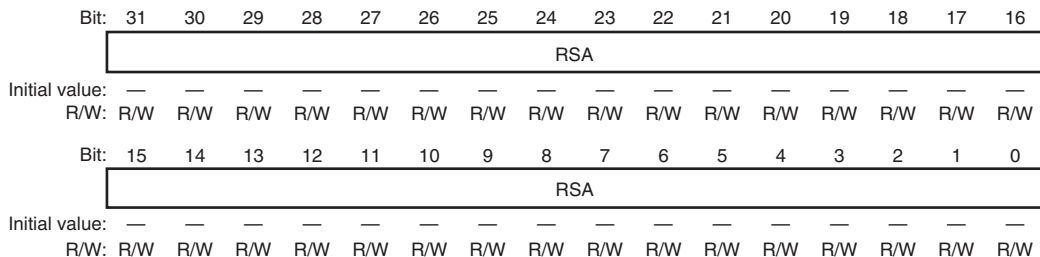 Bit: 31 30 29 28 27 26 25 24 23 22 21 20 19 18 17 16
RSA
Initial value: — — — — — — — — — — — — — — — —
R/W: R/W R/W R/W R/W R/W R/W R/W R/W R/W R/W R/W R/W R/W R/W R/W R/W
Bit: 15 14 13 12 11 10 9 8 7 6 5 4 3 2 1 0
RSA
Initial value: — — — — — — — — — — — — — — — —
R/W: R/W R/W R/W R/W R/W R/W R/W R/W R/W R/W R/W R/W R/W R/W R/W R/W